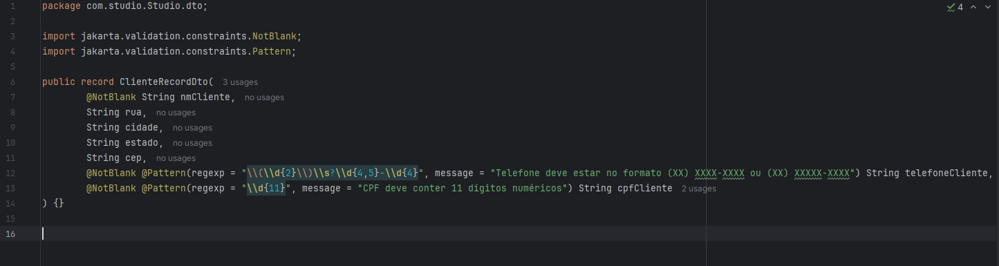 1 package com.studio.Studio.dto; 4
2
3 import jakarta.validation.constraints.NotBlank;
4 import jakarta.validation.constraints.Pattern;
5
6 public record ClienteRecordDto( 3 usages
7 @NotBlank String nmCliente, no usages
8 String rua, no usages
9 String cidade, no usages
10 String estado, no usages
11 String cep, no usages
12 @NotBlank @Pattern(regexp = "\\(\\d{2}\\)\\s?\\d{4,5}-\\d{4}", message = "Telefone deve estar no formato (XX) XXXX-XXXX ou (XX) XXXXX-XXXX") String telefoneCliente,
13 @NotBlank @Pattern(regexp = "\\d{11}", message = "CPF deve conter 11 dígitos numéricos") String cpfCliente 2 usages
14 ) {}
15
16